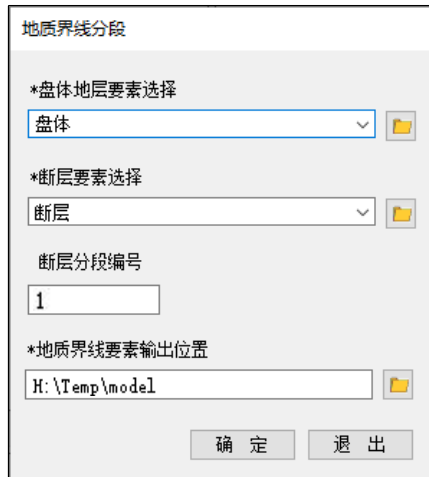 地质界线分段
*盘体地层要素选择
盘体
*断层要素选择
断层
断层分段编号
1
*地质界线要素输出位置
H:\Temp\model
确 定 退 出